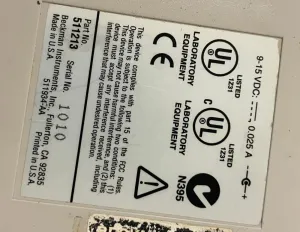 Part No.
511213
Serial No.
1010
Beckman Instruments, Inc., Fullerton, CA 92835
Made in U.S.A.
51193-FAA
Printed in U.S.A.
This device complies with part 15 of the FCC Rules.
Operation is subject to the following two conditions: (1)
This device may not cause harmful interference, and (2) this
device must accept any interference received, including
interference that may cause undesired operation.
LABORATORY
EQUIPMENT
UL
LISTED
1231
LABORATORY
EQUIPMENT
C
UL
LISTED
1231
N395
9-15 VDC
0.025 A
- +